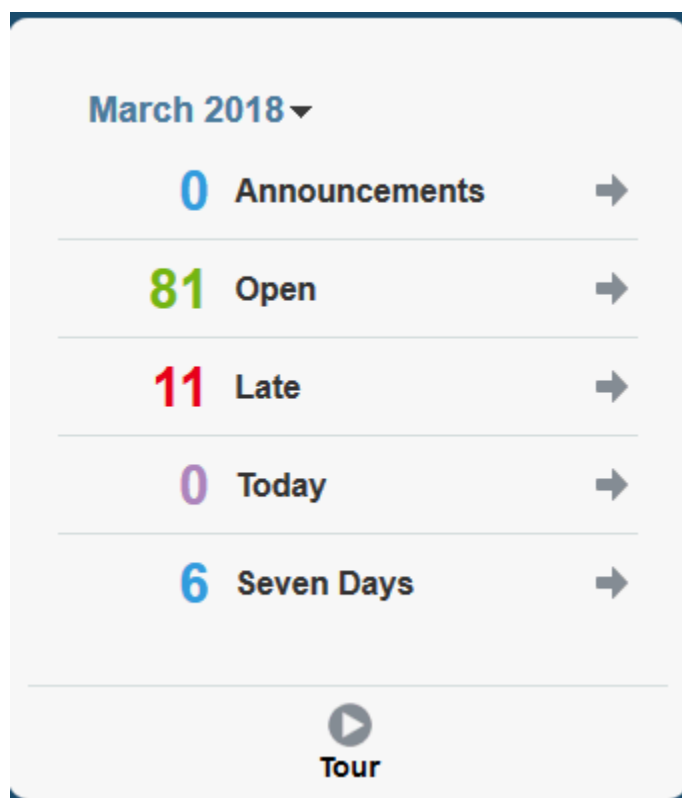 March 2018
0 Announcements
81 Open
11 Late
0 Today
6 Seven Days
Tour